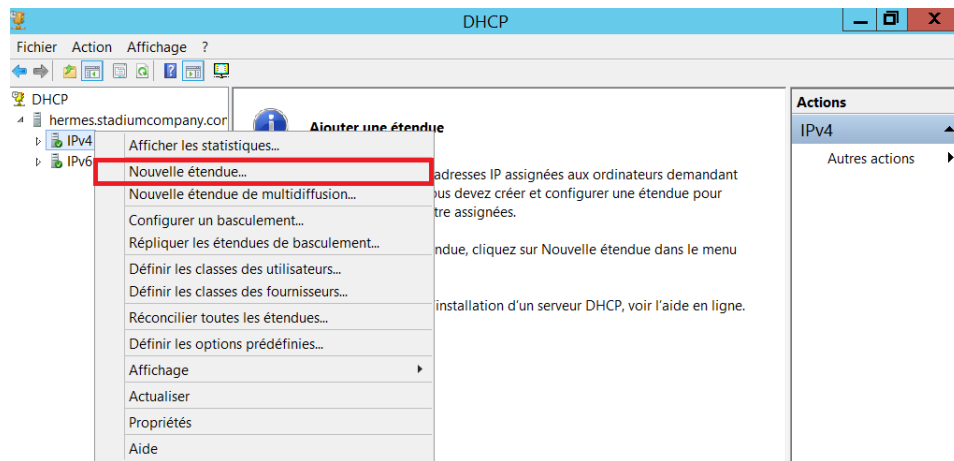 DHCP
Fichier Action Affichage ?
DHCP
hermes.stadiumcompany.con
IPv4
IPv6
Afficher les statistiques...
Nouvelle étendue...
Nouvelle étendue de multidiffusion...
Configurer un basculement...
Répliquer les étendues de basculement...
Définir les classes des utilisateurs...
Définir les classes des fournisseurs...
Réconcilier toutes les étendues...
Définir les options prédéfinies...
Affichage
Actualiser
Propriétés
Aide
Ajouter une étendue
adresses IP assignées aux ordinateurs demandant
us devez créer et configurer une étendue pour
tre assignées.
ndue, cliquez sur Nouvelle étendue dans le menu
'installation d'un serveur DHCP, voir l'aide en ligne.
Actions
IPv4
Autres actions